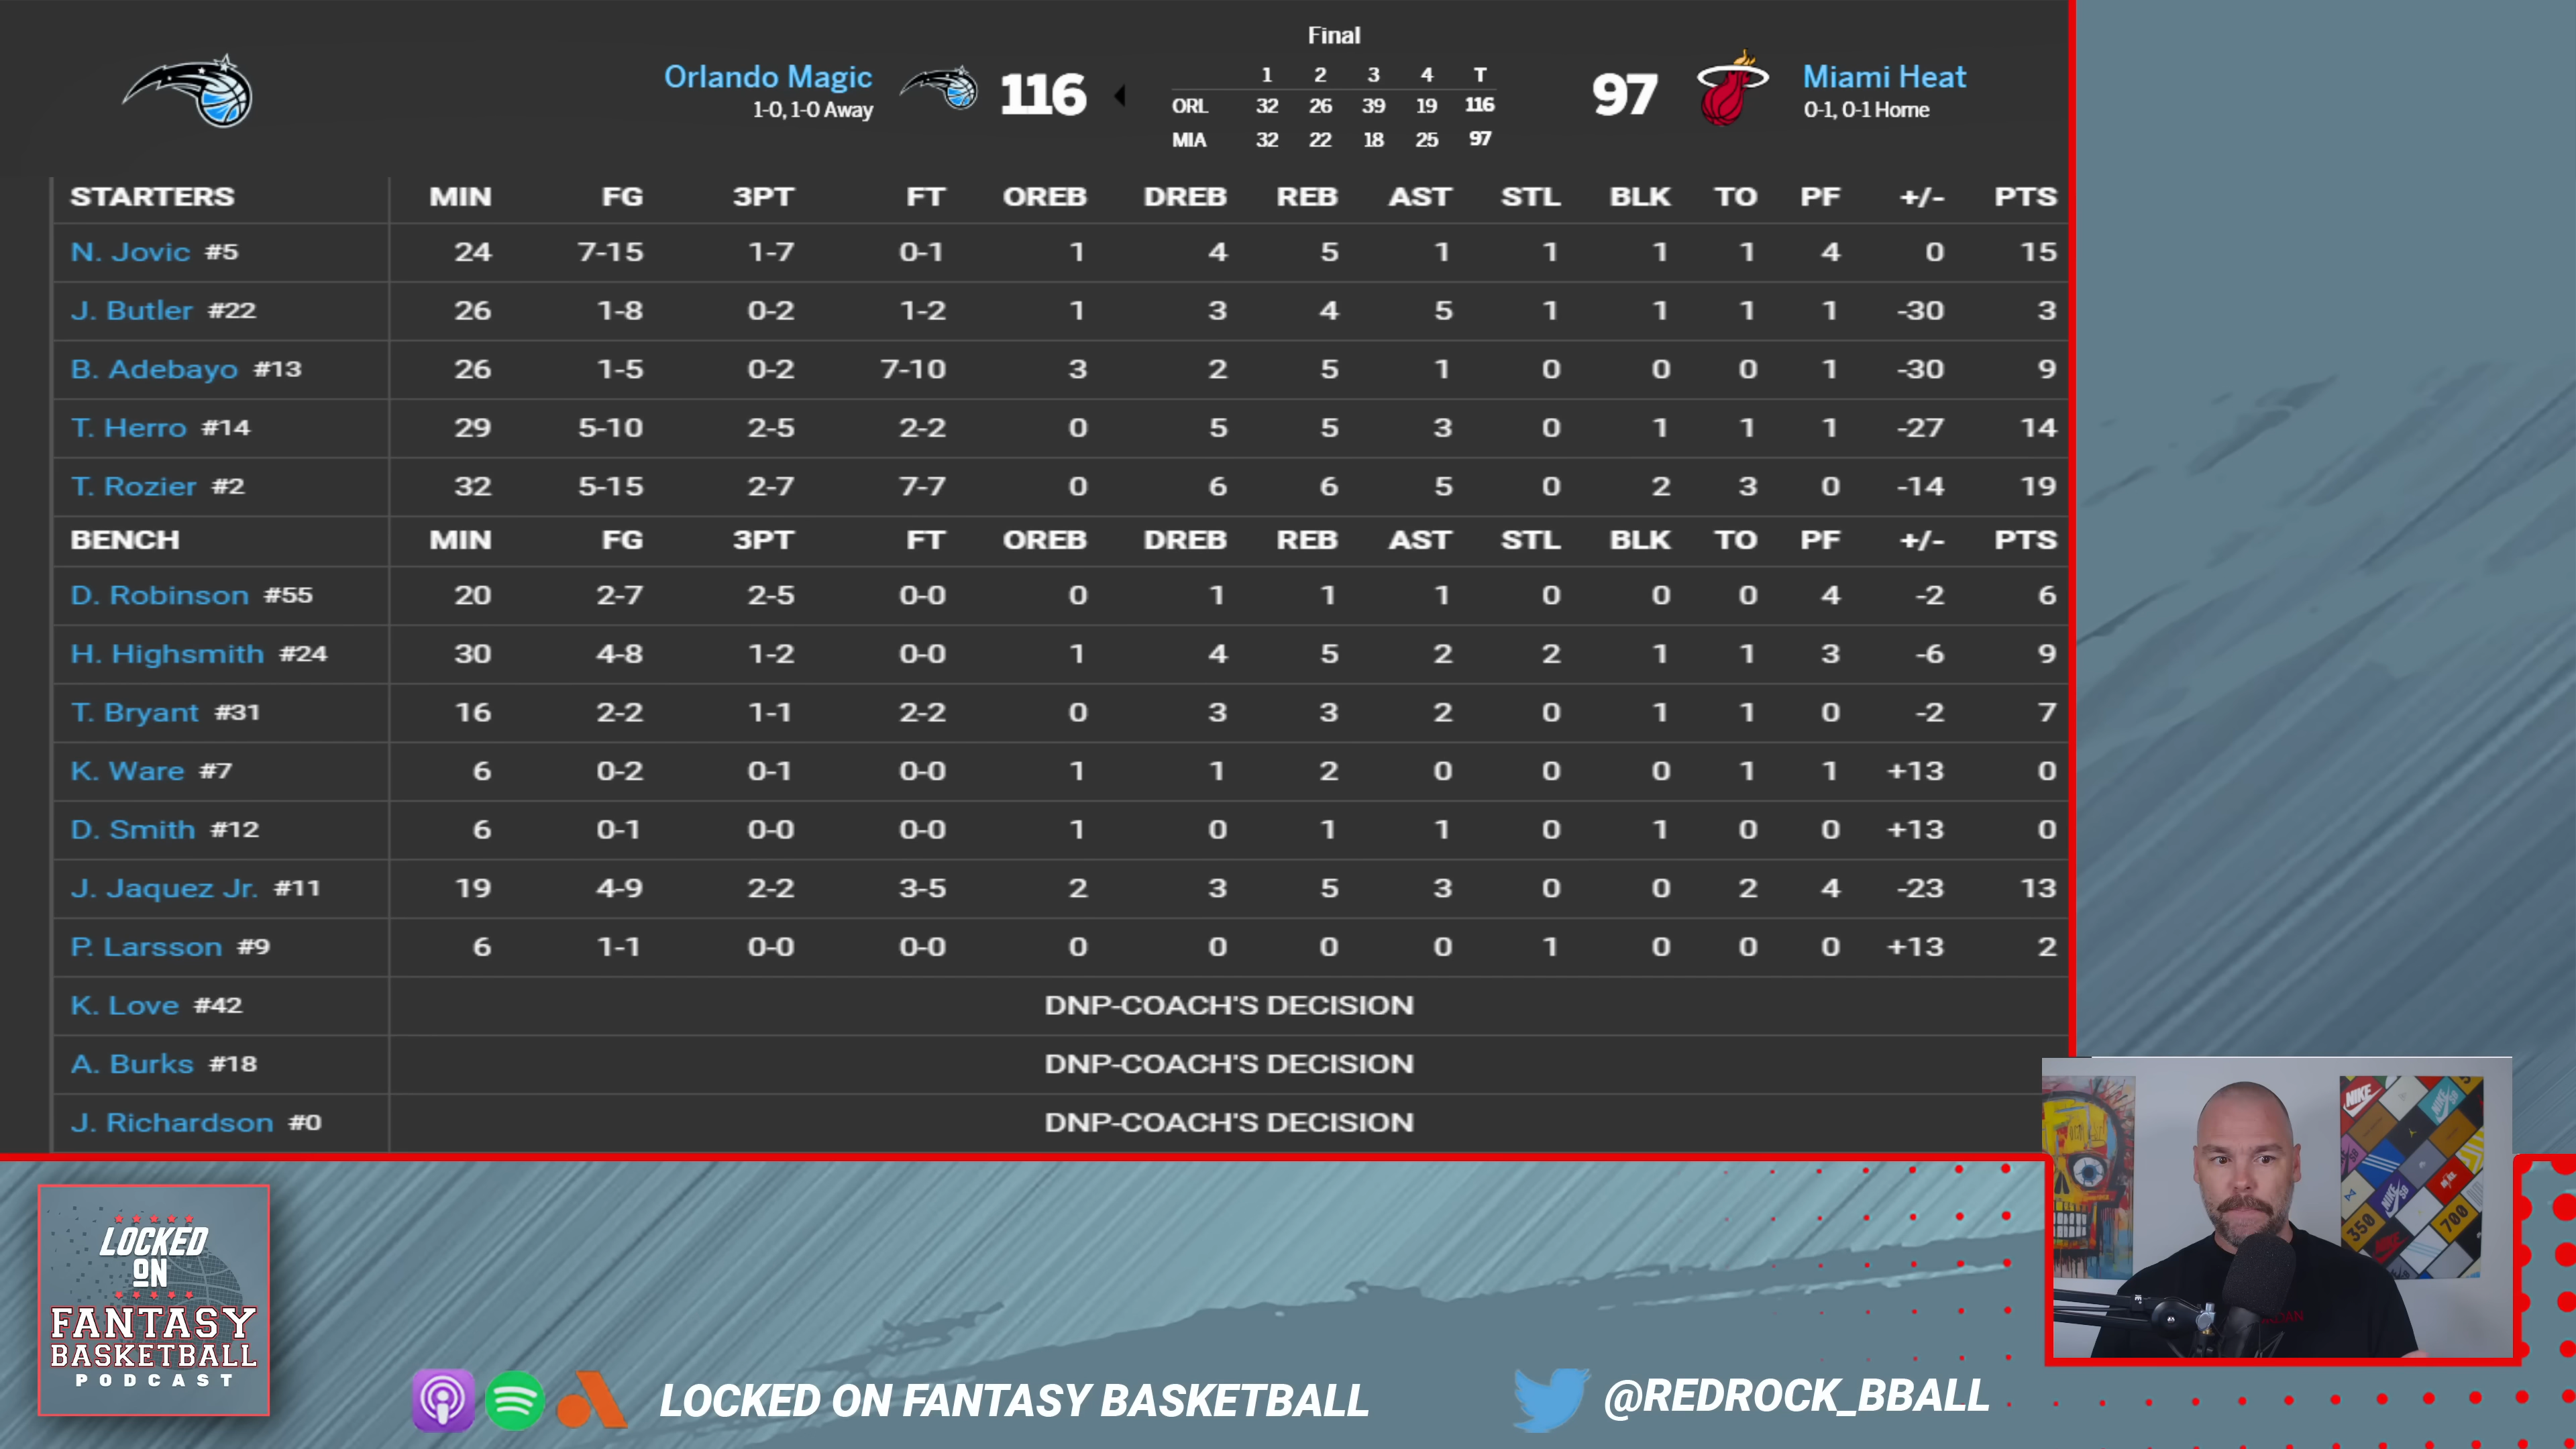 Final
Orlando Magic
1-0, 1-0 Away
116
1 2 3 4 T
ORL 32 26 39 19 116
MIA 32 22 18 25 97
97
Miami Heat
0-1, 0-1 Home
STARTERS MIN FG 3PT FT OREB DREB REB AST STL BLK TO PF +/- PTS
N. Jovic #5 24 7-15 1-7 0-1 1 4 5 1 1 1 1 4 0 15
J. Butler #22 26 1-8 0-2 1-2 1 3 4 5 1 1 1 1 -30 3
B. Adebayo #13 26 1-5 0-2 7-10 3 2 5 1 0 0 0 1 -30 9
T. Herro #14 29 5-10 2-5 2-2 0 5 5 3 0 1 1 1 -27 14
T. Rozier #2 32 5-15 2-7 7-7 0 6 6 5 0 2 3 0 -14 19
BENCH MIN FG 3PT FT OREB DREB REB AST STL BLK TO PF +/- PTS
D. Robinson #55 20 2-7 2-5 0-0 0 1 1 1 0 0 0 4 -2 6
H. Highsmith #24 30 4-8 1-2 0-0 1 4 5 2 2 1 1 3 -6 9
T. Bryant #31 16 2-2 1-1 2-2 0 3 3 2 0 1 1 0 -2 7
K. Ware #7 6 0-2 0-1 0-0 1 1 2 0 0 0 1 1 +13 0
D. Smith #12 6 0-1 0-0 0-0 1 0 1 1 0 1 0 0 +13 0
J. Jaquez Jr. #11 19 4-9 2-2 3-5 2 3 5 3 0 0 2 4 -23 13
P. Larsson #9 6 1-1 0-0 0-0 0 0 0 0 1 0 0 0 +13 2
K. Love #42 DNP-COACH'S DECISION
A. Burks #18 DNP-COACH'S DECISION
J. Richardson #0 DNP-COACH'S DECISION
NIKE
NIKE SB
350
700
LOCKED
ON
FANTASY
BASKETBALL
PODCAST
LOCKED ON FANTASY BASKETBALL
@REDROCK_BBALL